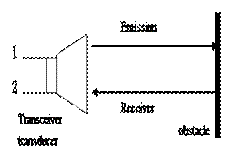 Emission
1
2
Receiver
Transceiver
transducer
obstacle